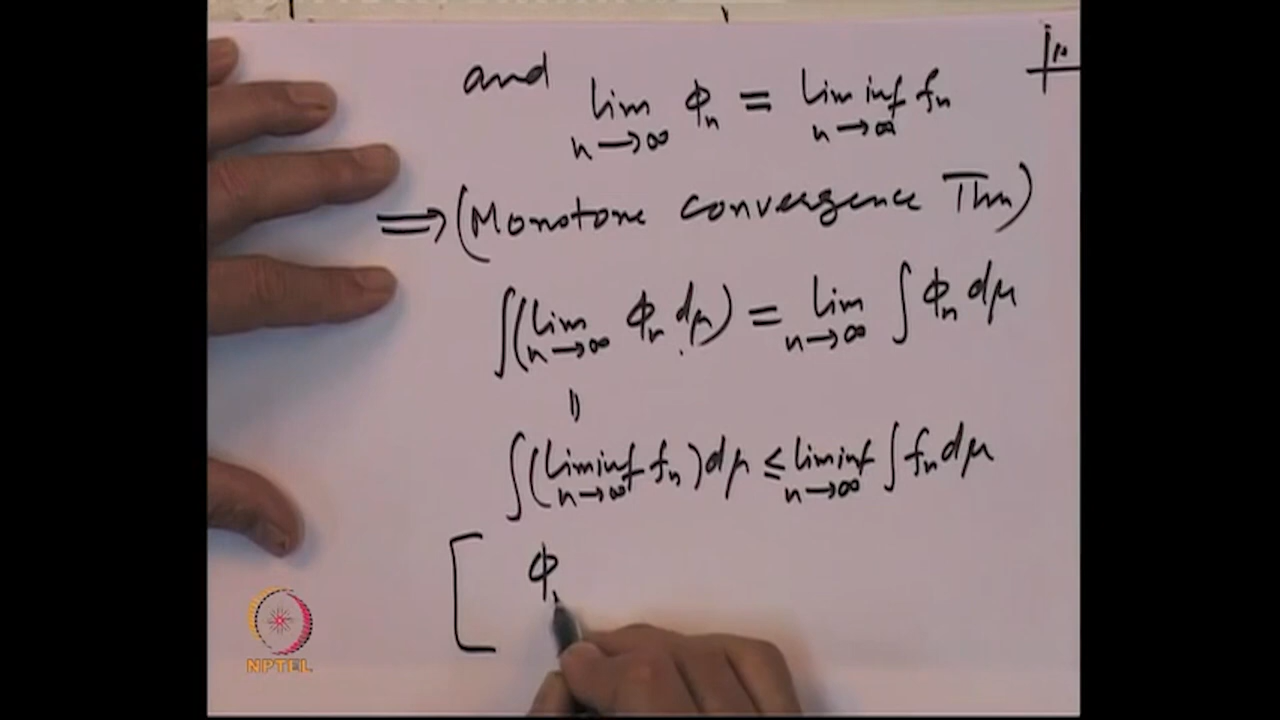 and lim n→∞ ϕn = lim inf n→∞ fn
⟹ (Monotone convergence Thm)
∫(lim n→∞ ϕn dμ) = lim n→∞ ∫ ϕn dμ
||
∫(lim inf n→∞ fn) dμ ≤ lim inf n→∞ ∫ fn dμ
[ ϕ
NPTEL